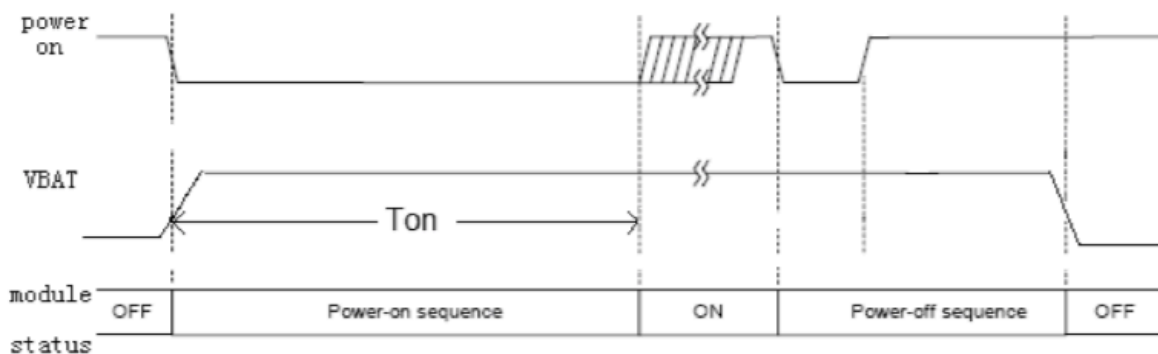 power
on
VBAT
Ton
module
OFF Power-on sequence ON Power-off sequence OFF
status